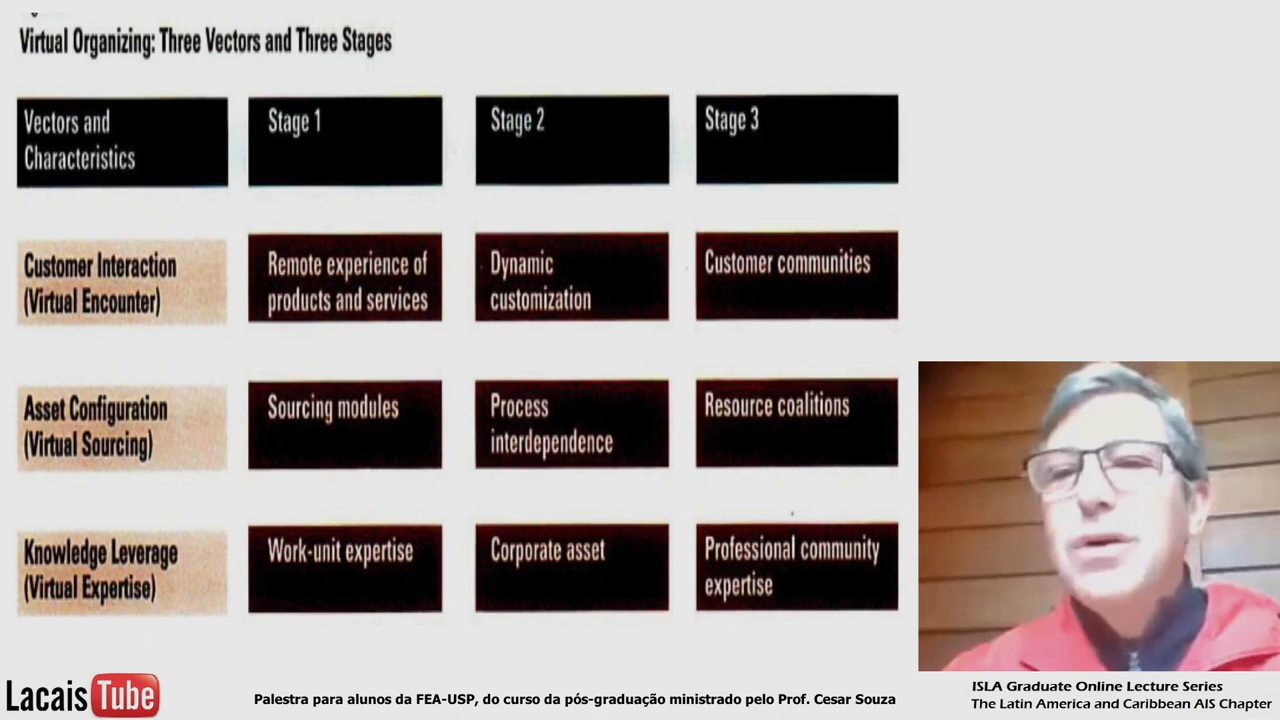 Virtual Organizing: Three Vectors and Three Stages
Vectors and
Characteristics
Stage 1
Stage 2
Stage 3
Customer Interaction
(Virtual Encounter)
Remote experience of
products and services
Dynamic
customization
Customer communities
Asset Configuration
(Virtual Sourcing)
Sourcing modules
Process
interdependence
Resource coalitions
Knowledge Leverage
(Virtual Expertise)
Work-unit expertise
Corporate asset
Professional community
expertise
Lacais Tube
Palestra para alunos da FEA-USP, do curso da pós-graduação ministrado pelo Prof. Cesar Souza
ISLA Graduate Online Lecture Series
The Latin America and Caribbean AIS Chapter